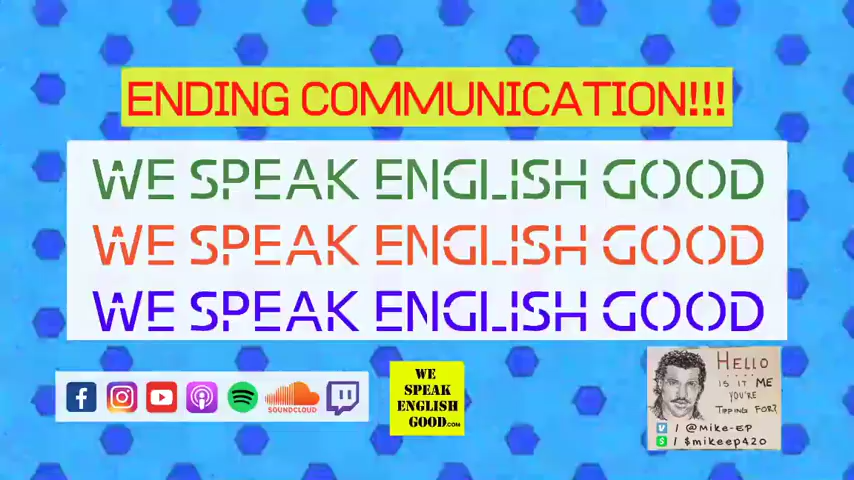 ENDING COMMUNICATION!!!
WE SPEAK ENGLISH GOOD
WE SPEAK ENGLISH GOOD
WE SPEAK ENGLISH GOOD
SOUNDCLOUD
WE
SPEAK
ENGLISH
GOOD.COM
HELLO
IS IT ME
YOU'RE
TIPPING FOR?
/ @MIKE-EP
/ $mikeep420